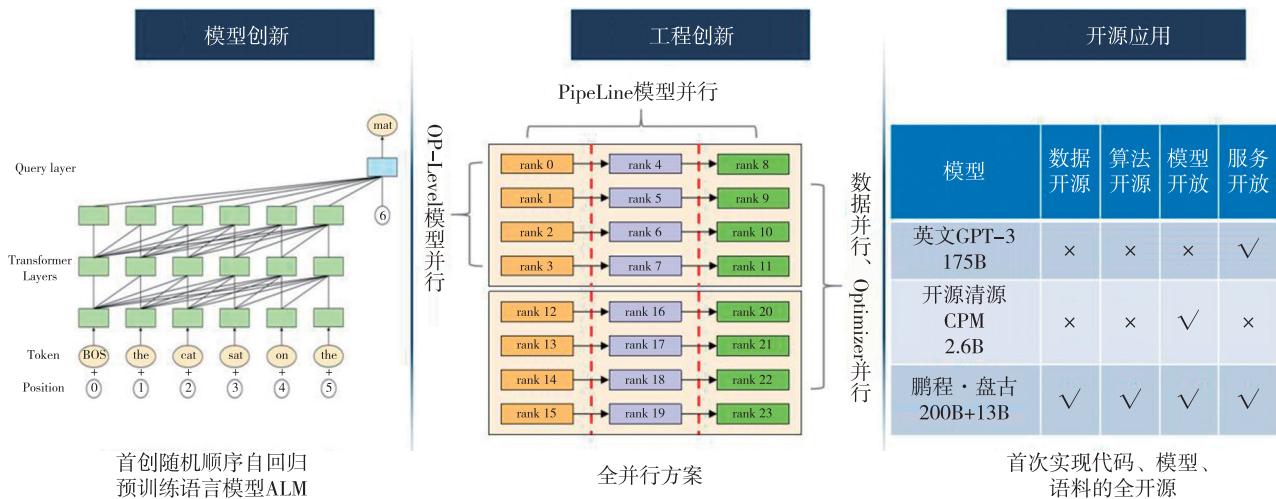 模型创新
mat
Query layer
6
Transformer
Layers
Token
BOS
the
cat
sat
on
the
+
+
+
+
+
+
Position
0
1
2
3
4
5
首创随机顺序自回归
预训练语言模型ALM
工程创新
PipeLine模型并行
OP-Level模型并行
rank 0
rank 4
rank 8
rank 1
rank 5
rank 9
rank 2
rank 6
rank 10
rank 3
rank 7
rank 11
rank 12
rank 16
rank 20
rank 13
rank 17
rank 21
rank 14
rank 18
rank 22
rank 15
rank 19
rank 23
数据并行、Optimizer并行
全并行方案
开源应用
模型
数据
开源
算法
开源
模型
开放
服务
开放
英文GPT-3
175B
×
×
×
√
开源清源
CPM
2.6B
×
×
√
×
鹏程·盘古
200B+13B
√
√
√
√
首次实现代码、模型、
语料的全开源